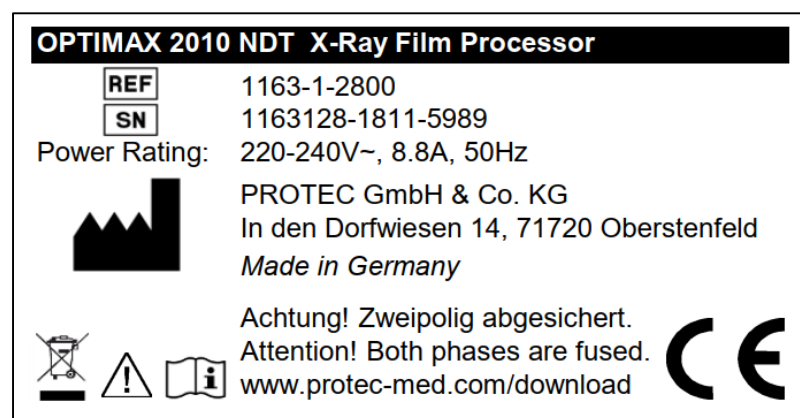 OPTIMAX 2010 NDT X-Ray Film Processor
REF 1163-1-2800
SN 1163128-1811-5989
Power Rating: 220-240V~, 8.8A, 50Hz
PROTEC GmbH & Co. KG
In den Dorfwiesen 14, 71720 Oberstenfeld
Made in Germany
Achtung! Zweipolig abgesichert.
Attention! Both phases are fused.
www.protec-med.com/download
CE